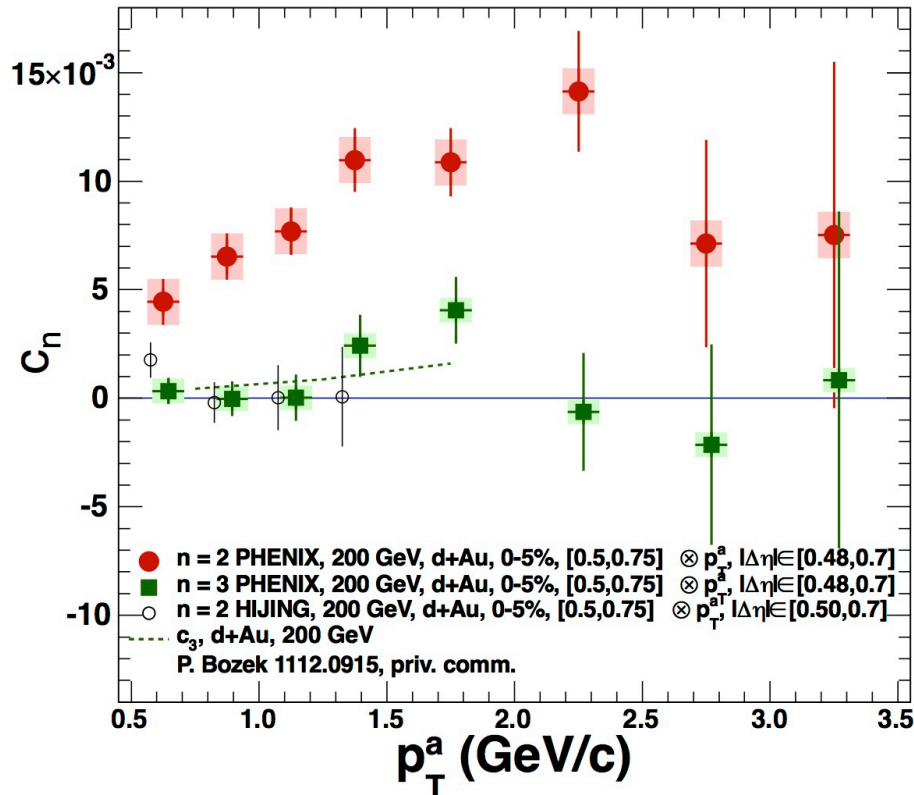 15×10⁻³
10
5
0
-5
-10
Cₙ
n = 2 PHENIX, 200 GeV, d+Au, 0-5%, [0.5,0.75] ⊗ pᵃ_T, |Δη|∈[0.48,0.7]
n = 3 PHENIX, 200 GeV, d+Au, 0-5%, [0.5,0.75] ⊗ pᵃ_T, |Δη|∈[0.48,0.7]
n = 2 HIJING, 200 GeV, d+Au, 0-5%, [0.5,0.75] ⊗ pᵃ_T, |Δη|∈[0.50,0.7]
c₃, d+Au, 200 GeV
P. Bozek 1112.0915, priv. comm.
0.5 1.0 1.5 2.0 2.5 3.0 3.5
pᵃ_T (GeV/c)